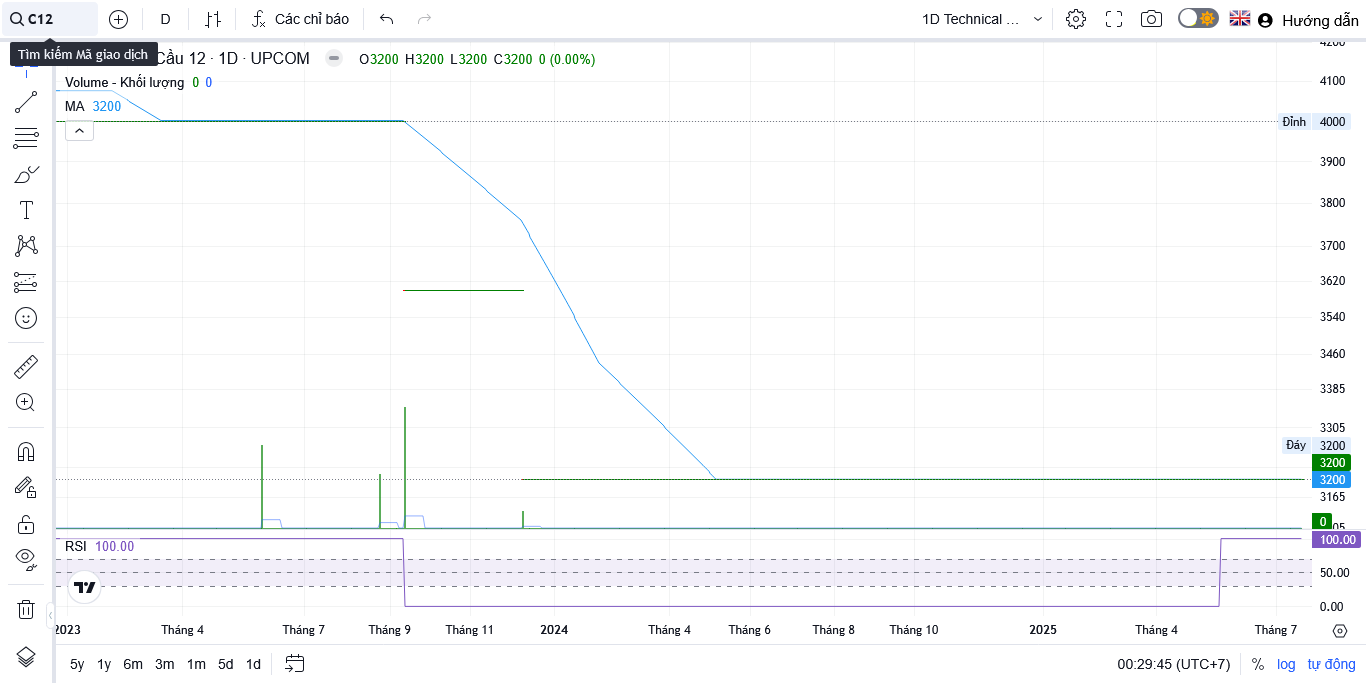 C12
D
Các chỉ báo
1D Technical ...
Hướng dẫn
Tìm kiếm Mã giao dịch
Cầu 12 · 1D · UPCOM
O3200 H3200 L3200 C3200 0 (0.00%)
Volume - Khối lượng 0 0
MA 3200
4200
4100
Đỉnh 4000
3900
3800
3700
3620
3540
3460
3385
3305
Đáy 3200
3200
3200
3165
0
05
RSI 100.00
100.00
50.00
0.00
2023 Tháng 4 Tháng 7 Tháng 9 Tháng 11 2024 Tháng 4 Tháng 6 Tháng 8 Tháng 10 2025 Tháng 4 Tháng 7
5y 1y 6m 3m 1m 5d 1d
00:29:45 (UTC+7) % log tự động